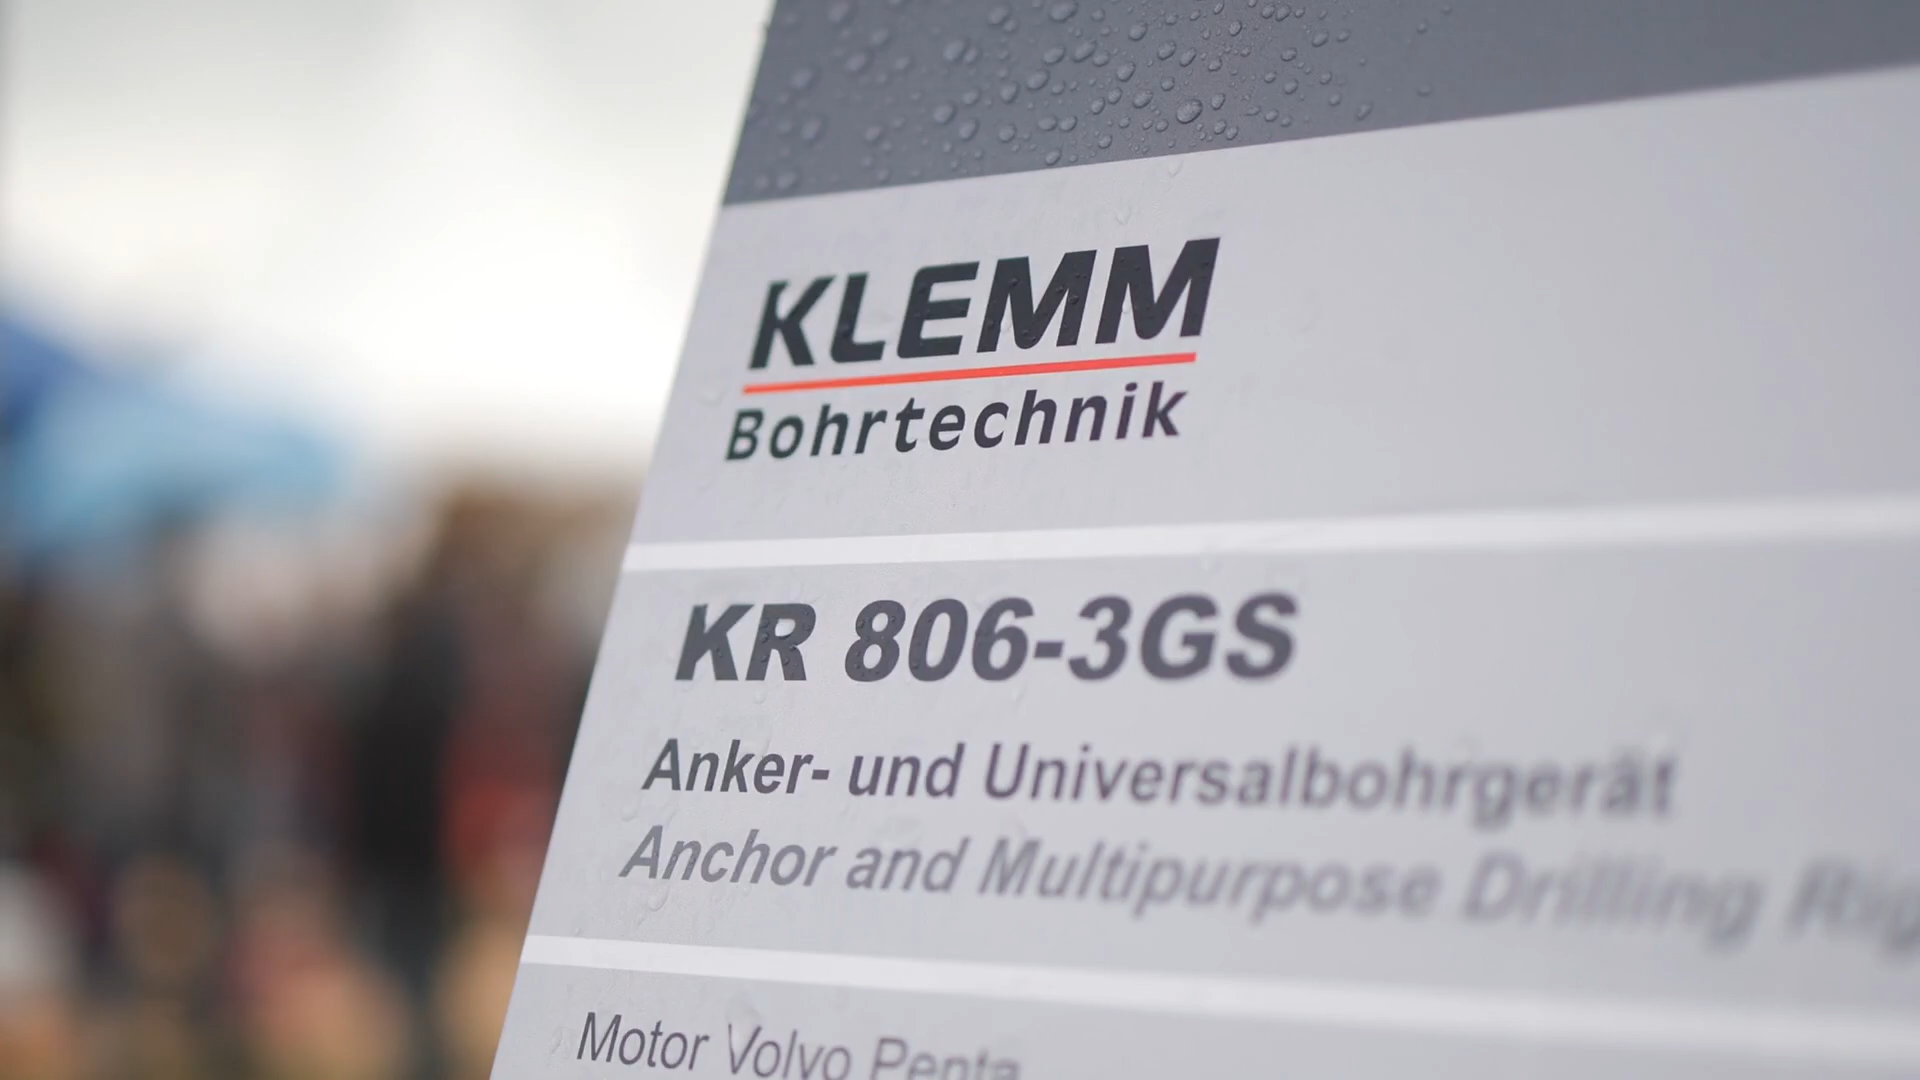 KLEMM
Bohrtechnik
KR 806-3GS
Anker- und Universalbohrgerät
Anchor and Multipurpose Drilling Rig
Motor Volvo Penta